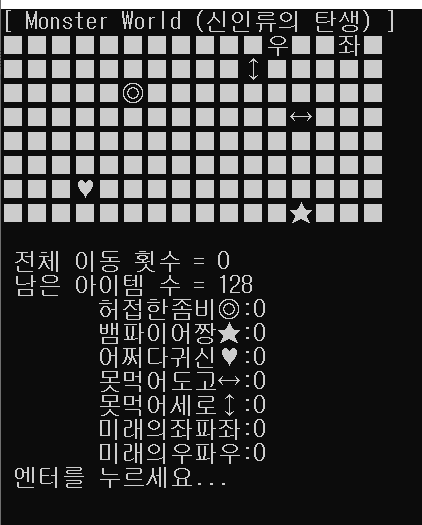 [ Monster World (신인류의 탄생) ]
■■■■■■■■■■■우■■좌■
■■■■■■■■■■↕■■■■■
■■■■■◎■■■■■■■■■■
■■■■■■■■■■■■↔■■■
■■■■■■■■■■■■■■■■
■■■■■■■■■■■■■■■■
■■■♥■■■■■■■■■■■■
■■■■■■■■■■■■★■■■
전체 이동 횟수 = 0
남은 아이템 수 = 128
허접한좀비◎:0
뱀파이어짱★:0
어쩌다귀신♥:0
못먹어도고↔:0
못먹어세로↕:0
미래의좌파좌:0
미래의우파우:0
엔터를 누르세요...